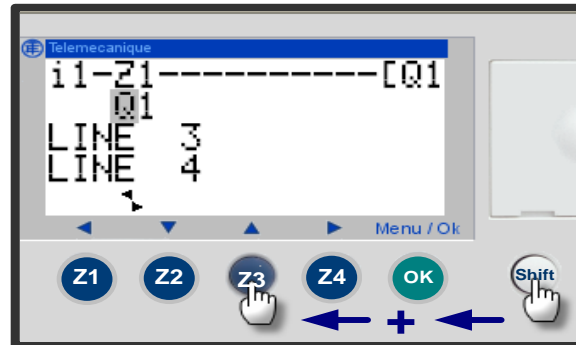 Telemecanique
i1-Z1------------[Q1
Q1
LINE 3
LINE 4
Menu / Ok
Z1 Z2 Z3 Z4 OK Shift
+